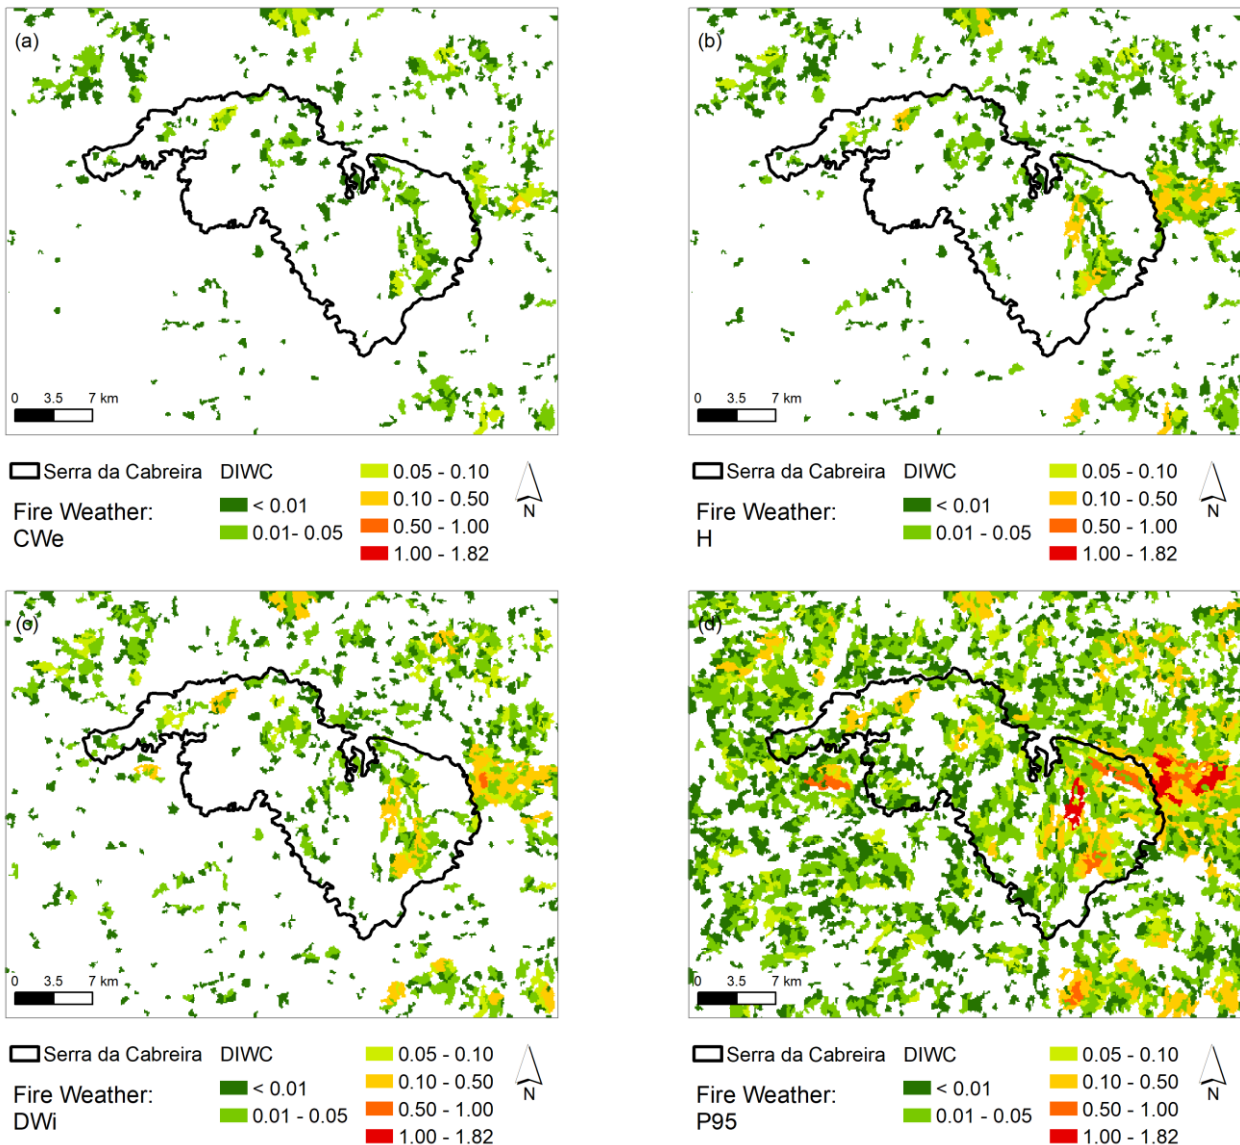 (a)
0 3.5 7 km
Serra da Cabreira DIWC
< 0.01
0.01- 0.05
0.05 - 0.10
0.10 - 0.50
0.50 - 1.00
1.00 - 1.82
N
Fire Weather:
CWe
(b)
0 3.5 7 km
Serra da Cabreira DIWC
< 0.01
0.01 - 0.05
0.05 - 0.10
0.10 - 0.50
0.50 - 1.00
1.00 - 1.82
N
Fire Weather:
H
(c)
0 3.5 7 km
Serra da Cabreira DIWC
< 0.01
0.01 - 0.05
0.05 - 0.10
0.10 - 0.50
0.50 - 1.00
1.00 - 1.82
N
Fire Weather:
DWi
(d)
0 3.5 7 km
Serra da Cabreira DIWC
< 0.01
0.01 - 0.05
0.05 - 0.10
0.10 - 0.50
0.50 - 1.00
1.00 - 1.82
N
Fire Weather:
P95